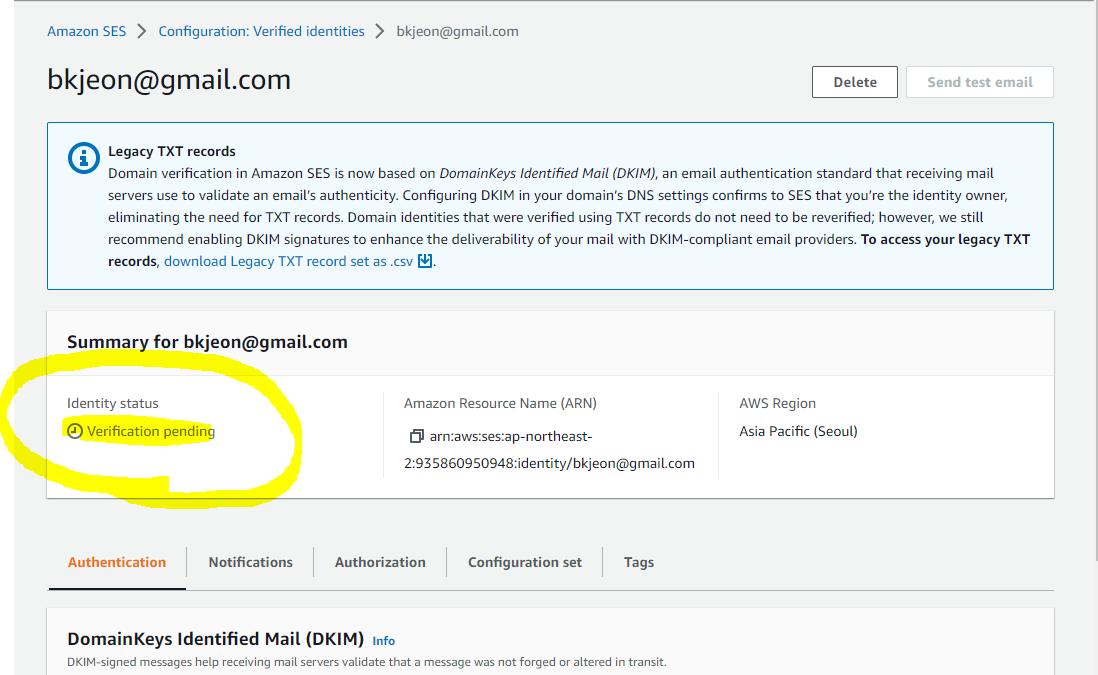 Amazon SES > Configuration: Verified identities > bkjeon@gmail.com
bkjeon@gmail.com
Delete
Send test email
Legacy TXT records
Domain verification in Amazon SES is now based on DomainKeys Identified Mail (DKIM), an email authentication standard that receiving mail
servers use to validate an email's authenticity. Configuring DKIM in your domain's DNS settings confirms to SES that you're the identity owner,
eliminating the need for TXT records. Domain identities that were verified using TXT records do not need to be reverified; however, we still
recommend enabling DKIM signatures to enhance the deliverability of your mail with DKIM-compliant email providers. To access your legacy TXT
records, download Legacy TXT record set as .csv.
Summary for bkjeon@gmail.com
Identity status
Verification pending
Amazon Resource Name (ARN)
arn:aws:ses:ap-northeast-
2:935860950948:identity/bkjeon@gmail.com
AWS Region
Asia Pacific (Seoul)
Authentication
Notifications
Authorization
Configuration set
Tags
DomainKeys Identified Mail (DKIM) Info
DKIM-signed messages help receiving mail servers validate that a message was not forged or altered in transit.